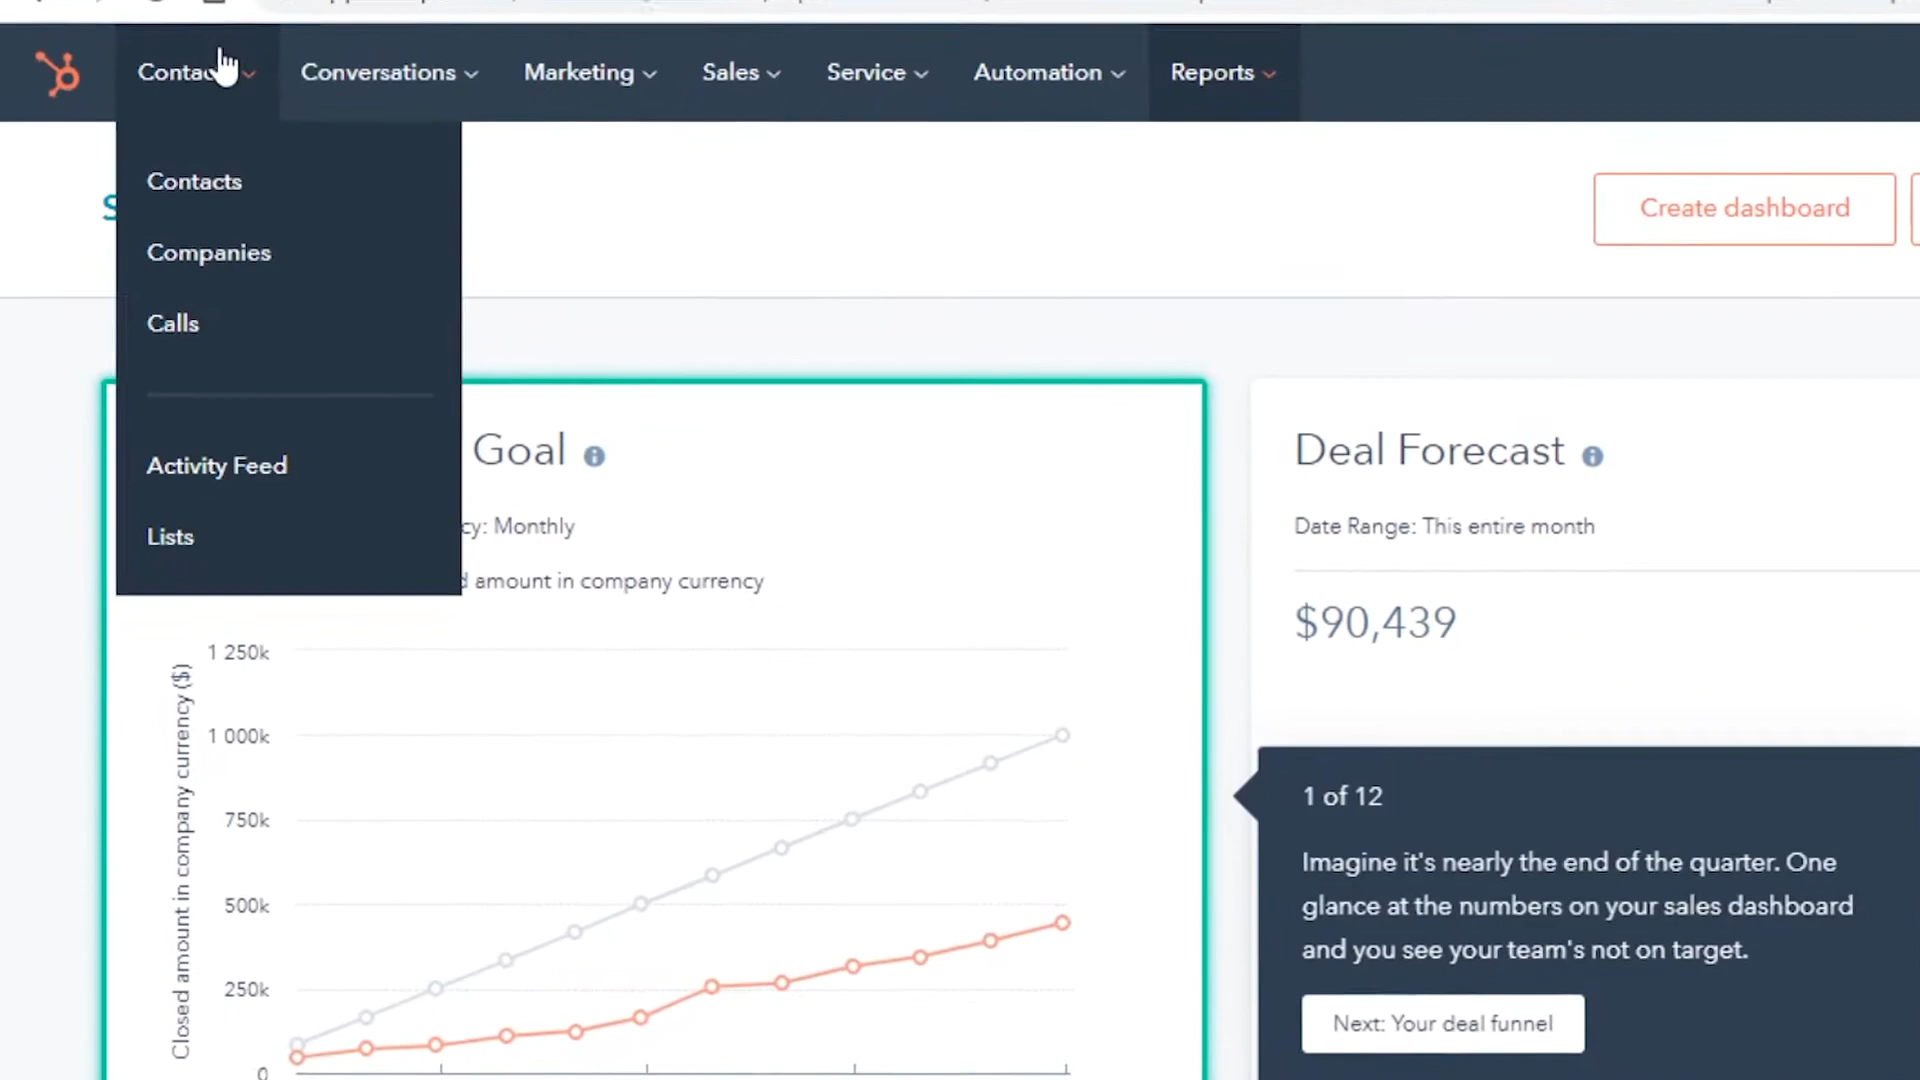 Contac
Conversations
Marketing
Sales
Service
Automation
Reports
Contacts
Companies
Calls
Activity Feed
Lists
S
Create dashboard
Goal
cy: Monthly
d amount in company currency
Closed amount in company currency ($)
1 250k
1 000k
750k
500k
250k
0
Deal Forecast
Date Range: This entire month
$90,439
1 of 12
Imagine it's nearly the end of the quarter. One
glance at the numbers on your sales dashboard
and you see your team's not on target.
Next: Your deal funnel